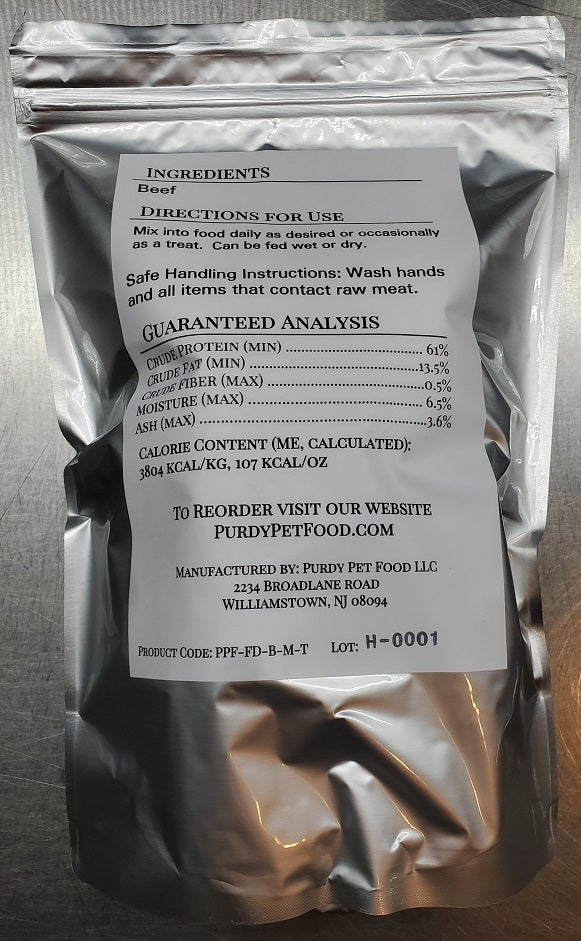 INGREDIENTS
Beef
DIRECTIONS FOR USE
Mix into food daily as desired or occasionally
as a treat. Can be fed wet or dry.
Safe Handling Instructions: Wash hands
and all items that contact raw meat.
GUARANTEED ANALYSIS
CRUDE PROTEIN (MIN) ................................ 61%
CRUDE FAT (MIN) ........................................13.5%
CRUDE FIBER (MAX) .....................................0.5%
MOISTURE (MAX) ......................................... 6.5%
ASH (MAX) ....................................................3.6%
CALORIE CONTENT (ME, CALCULATED):
3804 KCAL/KG, 107 KCAL/OZ
TO REORDER VISIT OUR WEBSITE
PURDYPETFOOD.COM
MANUFACTURED BY: PURDY PET FOOD LLC
2234 BROADLANE ROAD
WILLIAMSTOWN, NJ 08094
PRODUCT CODE: PPF-FD-B-M-T LOT: H-0001